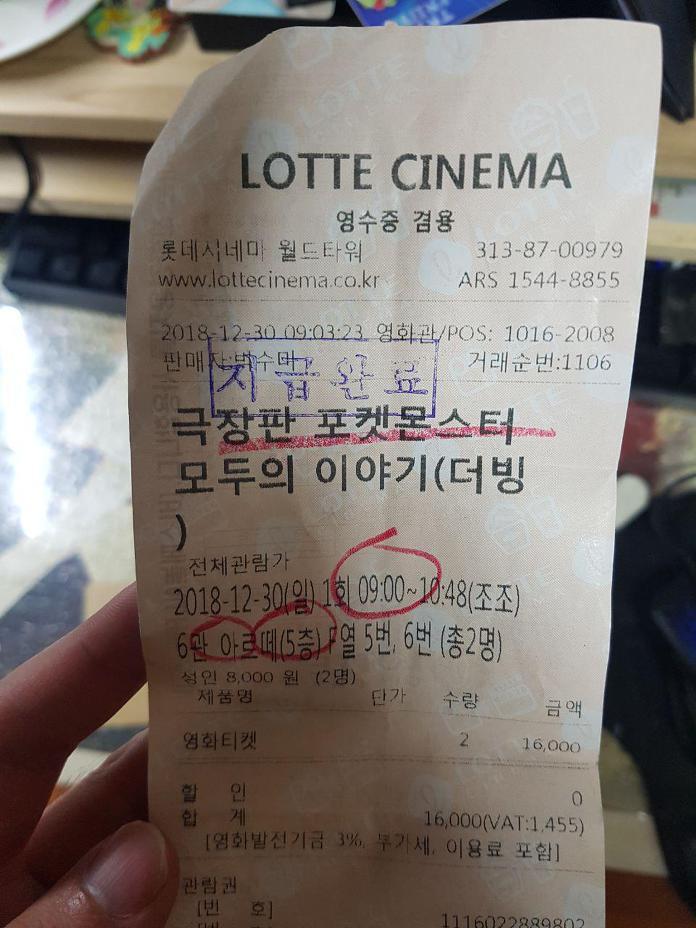 LOTTE CINEMA
영수증 겸용
롯데시네마 월드타워 313-87-00979
www.lottecinema.co.kr ARS 1544-8855
2018-12-30 09:03:23 영화관/POS: 1016-2008
판매자: 거래순번:1106
지급완료
극장판 포켓몬스터
모두의 이야기(더빙
)
전체관람가
2018-12-30(일) 1회 09:00~10:48(조조)
6관 아르떼(5층) F열 5번, 6번 (총2명)
성인 8,000 원 (2명)
제품명 단가 수량 금액
영화티켓 2 16,000
할 인 0
합 계 16,000(VAT:1,455)
[영화발전기금 3%, 부가세, 이용료 포함]
관람권
[번 호] 1116022889802